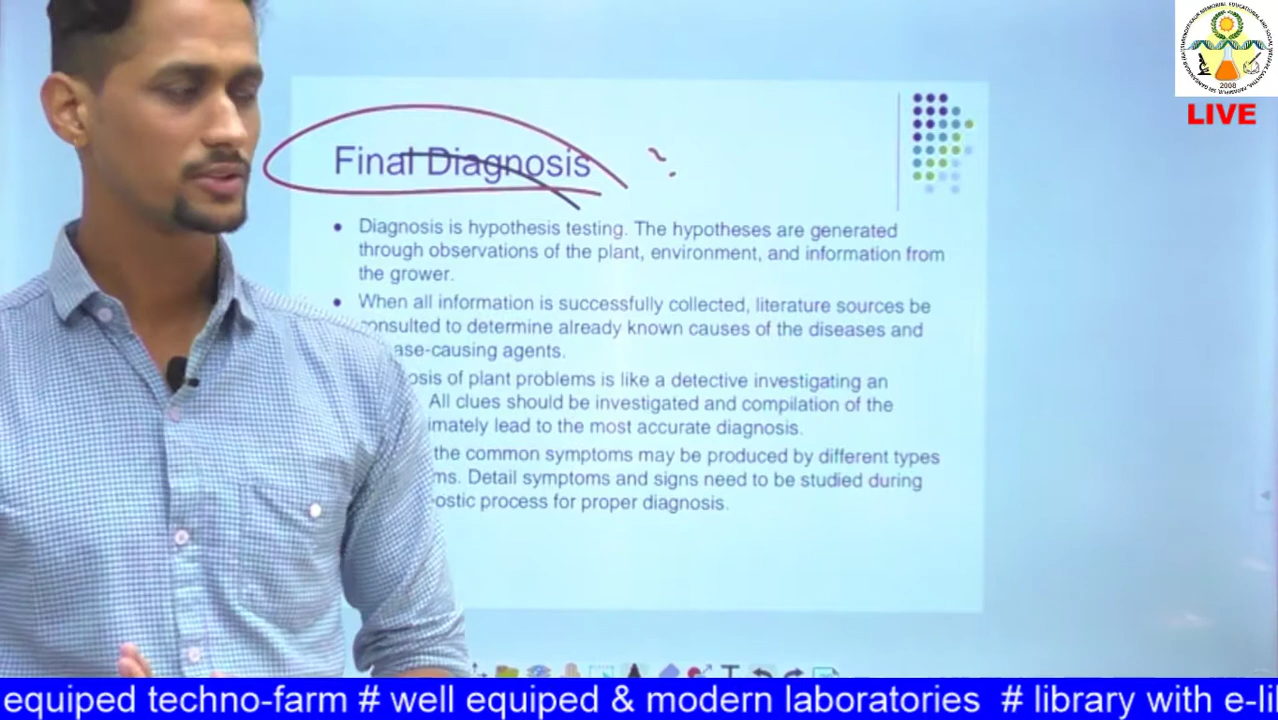 LIVE
2008
Final Diagnosis
Diagnosis is hypothesis testing. The hypotheses are generated
through observations of the plant, environment, and information from
the grower.
When all information is successfully collected, literature sources be
onsulted to determine already known causes of the diseases and
ase-causing agents.
osis of plant problems is like a detective investigating an
All clues should be investigated and compilation of the
imately lead to the most accurate diagnosis.
the common symptoms may be produced by different types
ms. Detail symptoms and signs need to be studied during
ostic process for proper diagnosis.
equiped techno-farm # well equiped & modern laboratories # library with e-li